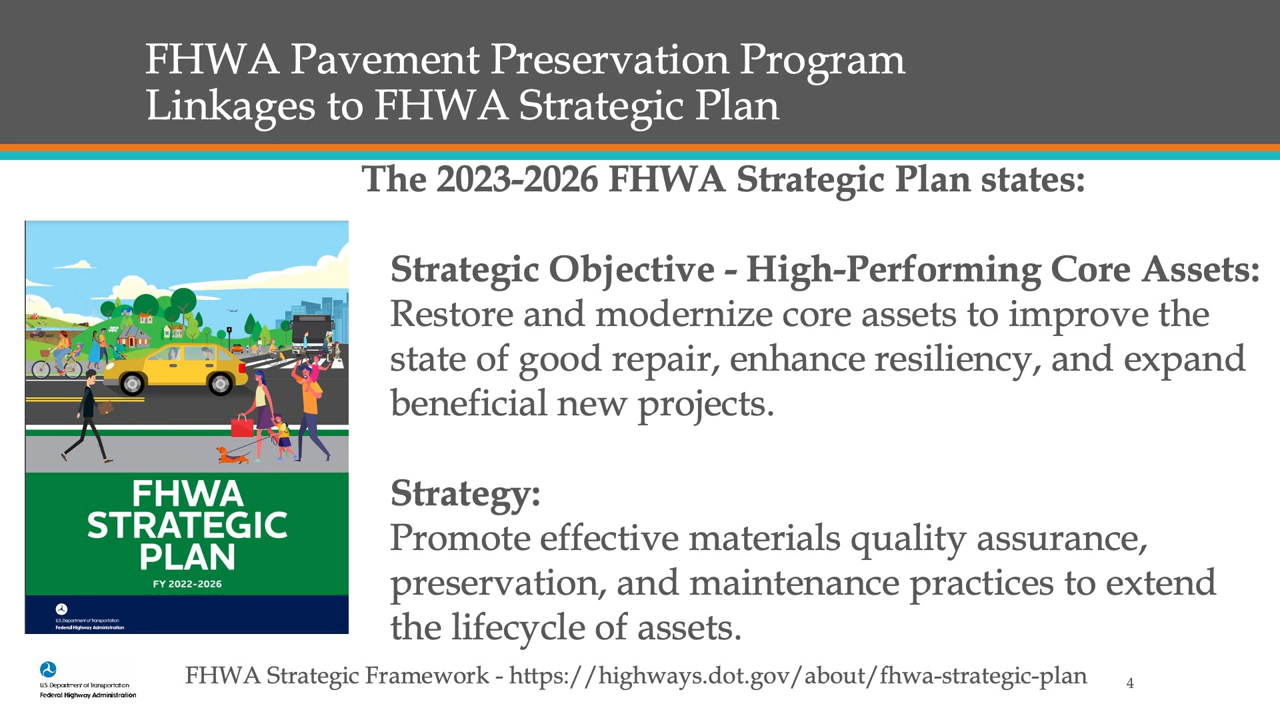 FHWA Pavement Preservation Program
Linkages to FHWA Strategic Plan
The 2023-2026 FHWA Strategic Plan states:
Strategic Objective - High-Performing Core Assets:
Restore and modernize core assets to improve the
state of good repair, enhance resiliency, and expand
beneficial new projects.
Strategy:
Promote effective materials quality assurance,
preservation, and maintenance practices to extend
the lifecycle of assets.
FHWA
STRATEGIC
PLAN
FY 2022-2026
U.S. Department of Transportation
Federal Highway Administration
U.S. Department of Transportation
Federal Highway Administration
FHWA Strategic Framework - https://highways.dot.gov/about/fhwa-strategic-plan
4